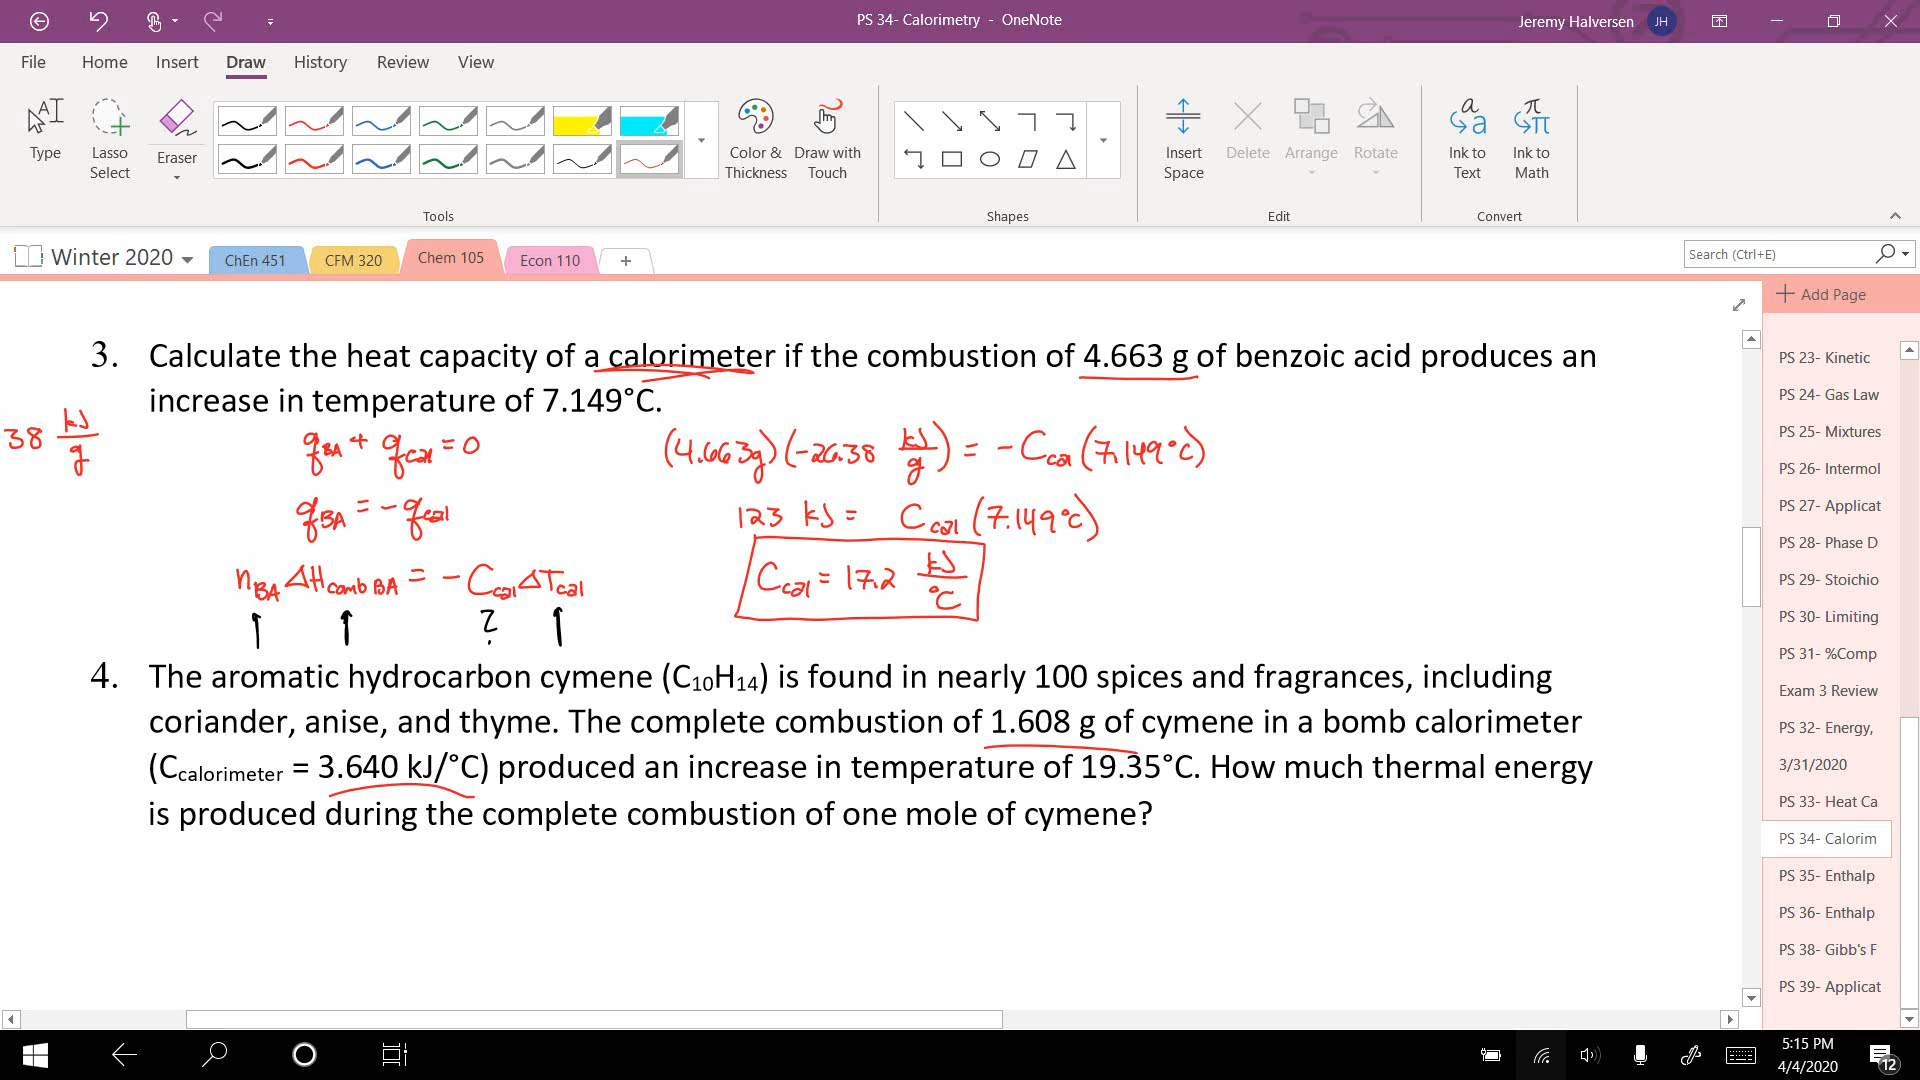 PS 34- Calorimetry - OneNote
Jeremy Halversen JH
File Home Insert Draw History Review View
Type
Lasso Select
Eraser
Color & Thickness
Draw with Touch
Insert Space
Delete
Arrange
Rotate
Ink to Text
Ink to Math
Tools
Shapes
Edit
Convert
Winter 2020
ChEn 451
CFM 320
Chem 105
Econ 110
Search (Ctrl+E)
Add Page
3. Calculate the heat capacity of a calorimeter if the combustion of 4.663 g of benzoic acid produces an
increase in temperature of 7.149°C.
38 kJ/g
q_BA + q_cal = 0
q_BA = - q_cal
n_BA ΔH_comb BA = - C_cal ΔT_cal
?
(4.663g)(-26.38 kJ/g) = - C_cal (7.149°C)
123 kJ = C_cal (7.149°C)
C_cal = 17.2 kJ/°C
4. The aromatic hydrocarbon cymene (C₁₀H₁₄) is found in nearly 100 spices and fragrances, including
coriander, anise, and thyme. The complete combustion of 1.608 g of cymene in a bomb calorimeter
(Ccalorimeter = 3.640 kJ/°C) produced an increase in temperature of 19.35°C. How much thermal energy
is produced during the complete combustion of one mole of cymene?
PS 23- Kinetic
PS 24- Gas Law
PS 25- Mixtures
PS 26- Intermol
PS 27- Applicat
PS 28- Phase D
PS 29- Stoichio
PS 30- Limiting
PS 31- %Comp
Exam 3 Review
PS 32- Energy,
3/31/2020
PS 33- Heat Ca
PS 34- Calorim
PS 35- Enthalp
PS 36- Enthalp
PS 38- Gibb's F
PS 39- Applicat
5:15 PM
4/4/2020
12